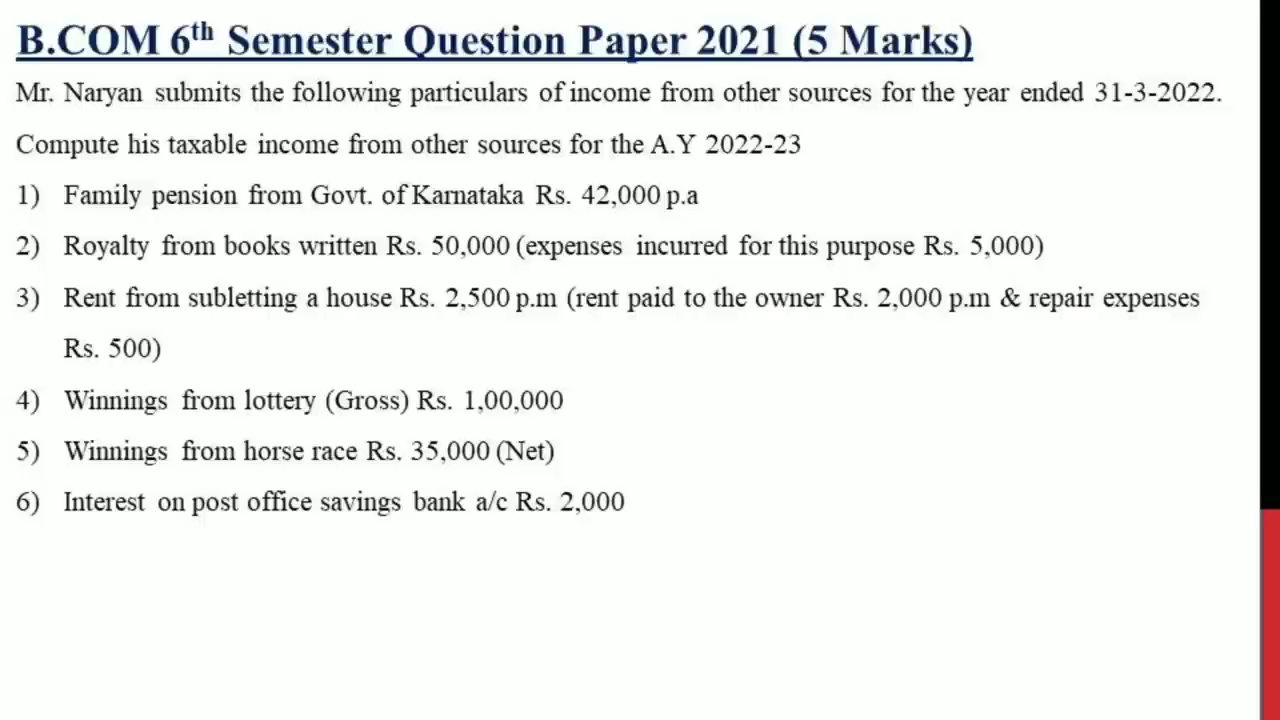 B.COM 6th Semester Question Paper 2021 (5 Marks)
Mr. Naryan submits the following particulars of income from other sources for the year ended 31-3-2022.
Compute his taxable income from other sources for the A.Y 2022-23
1) Family pension from Govt. of Karnataka Rs. 42,000 p.a
2) Royalty from books written Rs. 50,000 (expenses incurred for this purpose Rs. 5,000)
3) Rent from subletting a house Rs. 2,500 p.m (rent paid to the owner Rs. 2,000 p.m & repair expenses
Rs. 500)
4) Winnings from lottery (Gross) Rs. 1,00,000
5) Winnings from horse race Rs. 35,000 (Net)
6) Interest on post office savings bank a/c Rs. 2,000